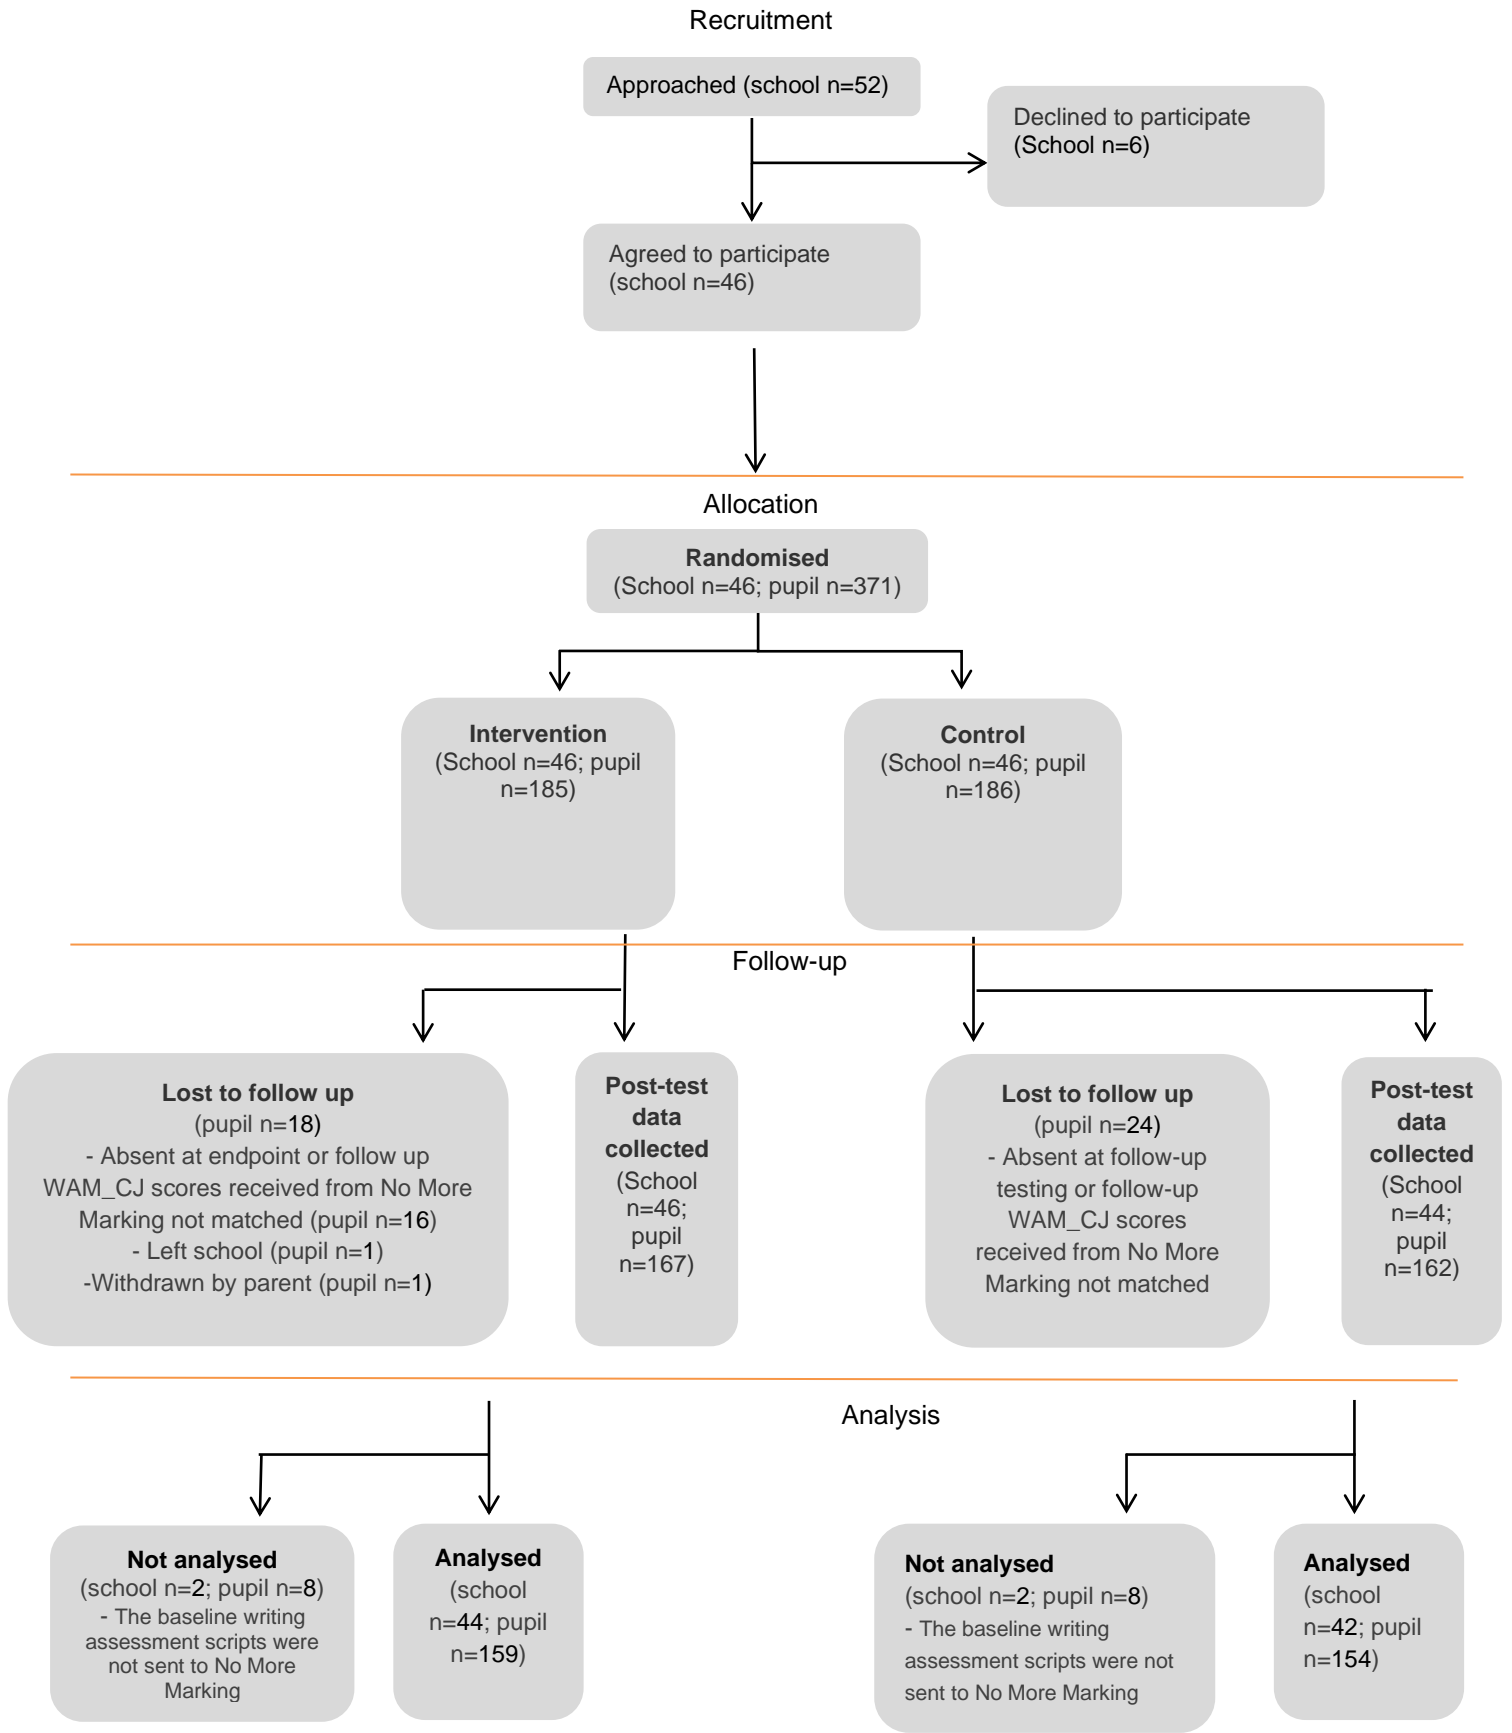 Recruitment
Approached (school n=52)
Declined to participate
(School n=6)
Agreed to participate
(school n=46)
Allocation
Randomised
(School n=46; pupil n=371)
Intervention
(School n=46; pupil
n=185)
Control
(School n=46; pupil
n=186)
Follow-up
Lost to follow up
(pupil n=18)
- Absent at endpoint or follow up
WAM_CJ scores received from No More
Marking not matched (pupil n=16)
- Left school (pupil n=1)
-Withdrawn by parent (pupil n=1)
Post-test
data
collected
(School
n=46;
pupil
n=167)
Lost to follow up
(pupil n=24)
- Absent at follow-up
testing or follow-up
WAM_CJ scores
received from No More
Marking not matched
Post-test
data
collected
(School
n=44;
pupil
n=162)
Analysis
Not analysed
(school n=2; pupil n=8)
- The baseline writing
assessment scripts were
not sent to No More
Marking
Analysed
(school
n=44; pupil
n=159)
Not analysed
(school n=2; pupil n=8)
- The baseline writing
assessment scripts were not
sent to No More Marking
Analysed
(school
n=42; pupil
n=154)